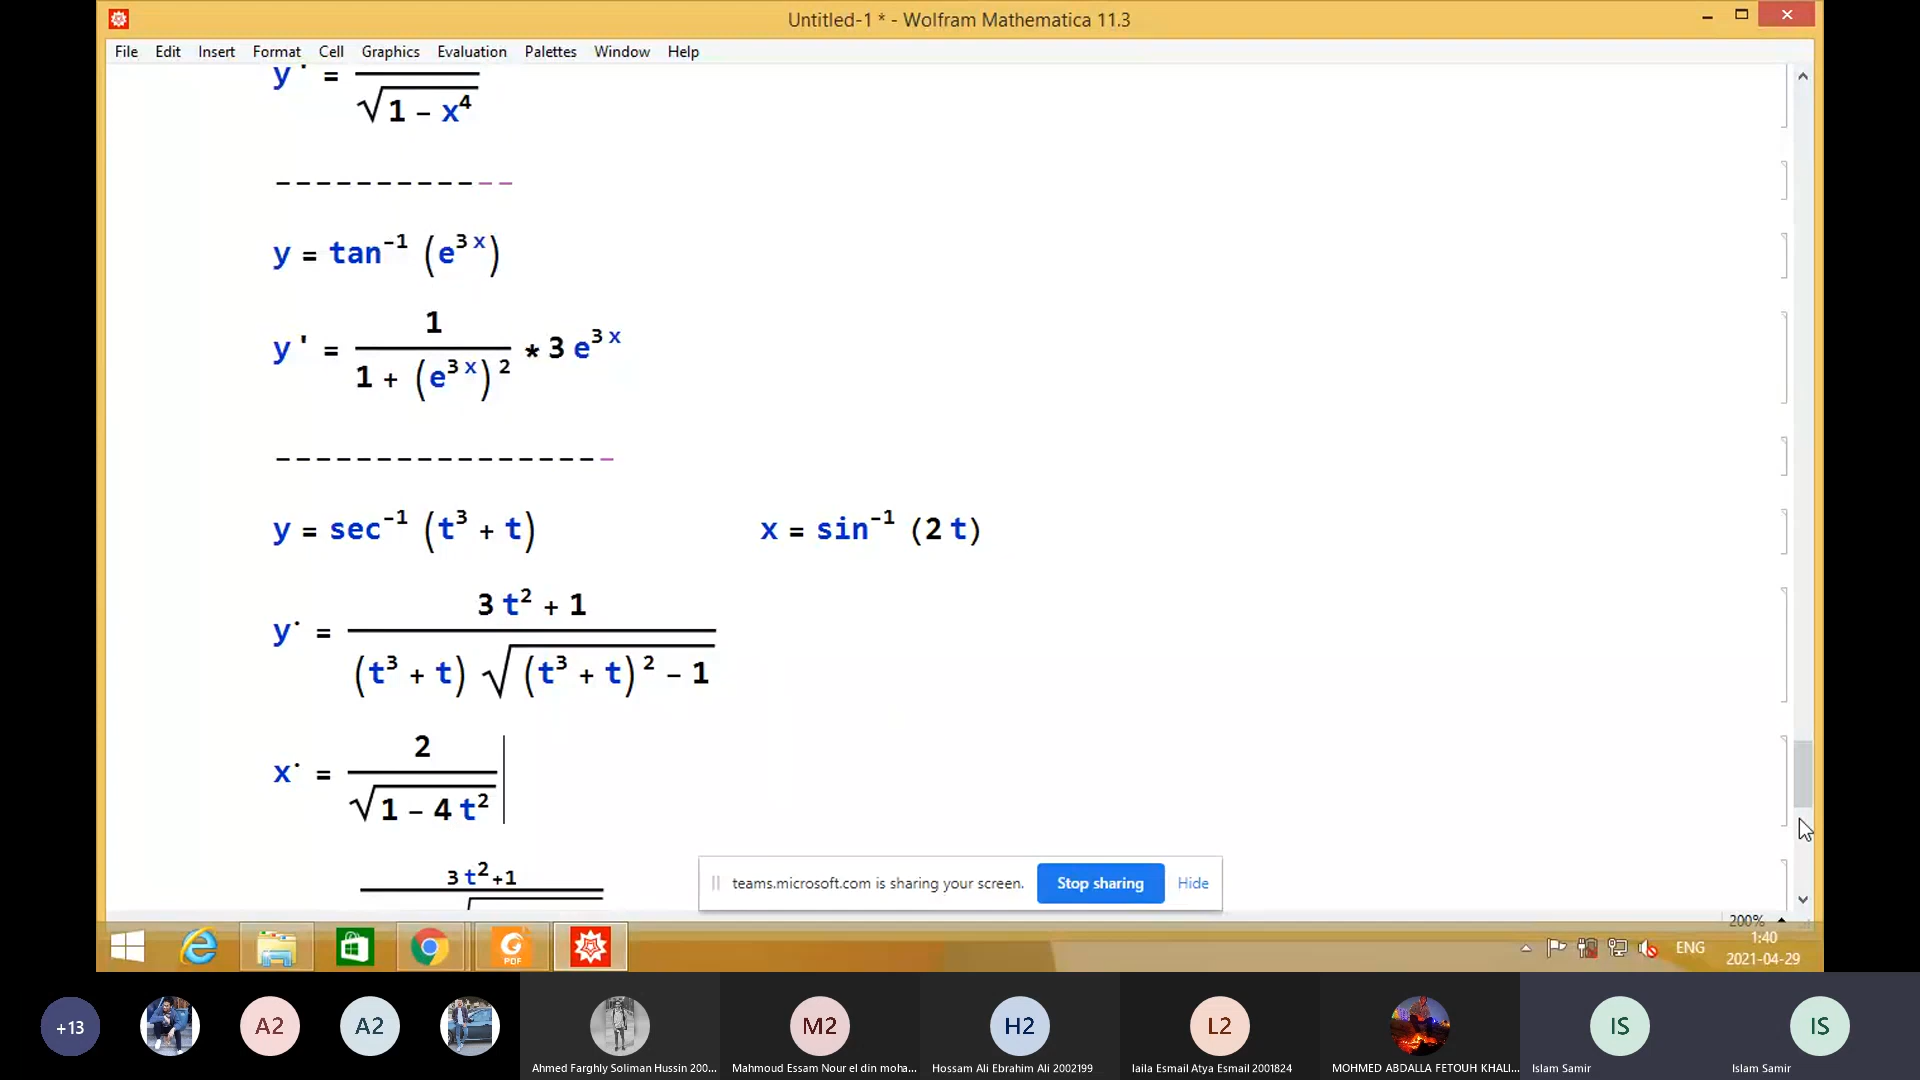 Untitled-1 * - Wolfram Mathematica 11.3
File Edit Insert Format Cell Graphics Evaluation Palettes Window Help
y' = ―/√(1 - x⁴)
------------
y = tan⁻¹ (e³ˣ)
y' = 1/(1 + (e³ˣ)²) * 3 e³ˣ
-----------------
y = sec⁻¹ (t³ + t) x = sin⁻¹ (2 t)
y˙ = (3 t² + 1)/((t³ + t) √((t³ + t)² - 1))
x˙ = 2/√(1 - 4 t²)
3 t²+1
teams.microsoft.com is sharing your screen. Stop sharing Hide
200%
PDF
ENG
1:40
2021-04-29
+13
A2
A2
M2
H2
L2
IS
IS
Ahmed Farghly Soliman Hussin 200...
Mahmoud Essam Nour el din moha...
Hossam Ali Ebrahim Ali 2002199
laila Esmail Atya Esmail 2001824
MOHMED ABDALLA FETOUH KHALI...
Islam Samir
Islam Samir